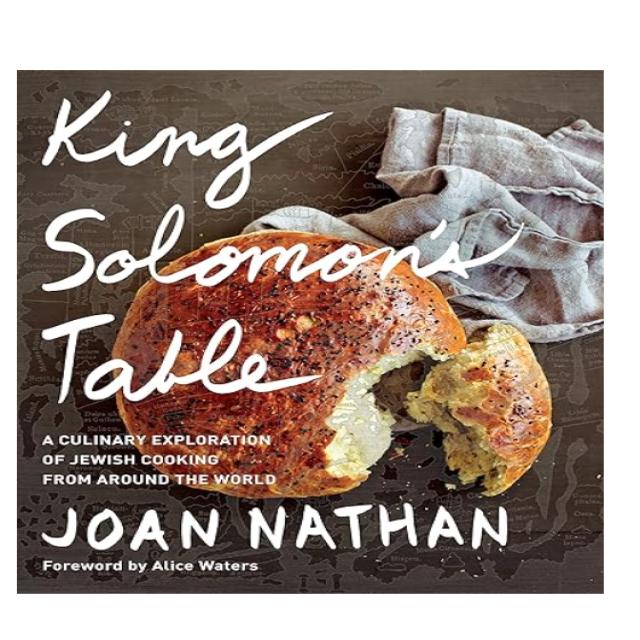 King
Solomon's
Table
A CULINARY EXPLORATION
OF JEWISH COOKING
FROM AROUND THE WORLD
JOAN NATHAN
Foreword by Alice Waters